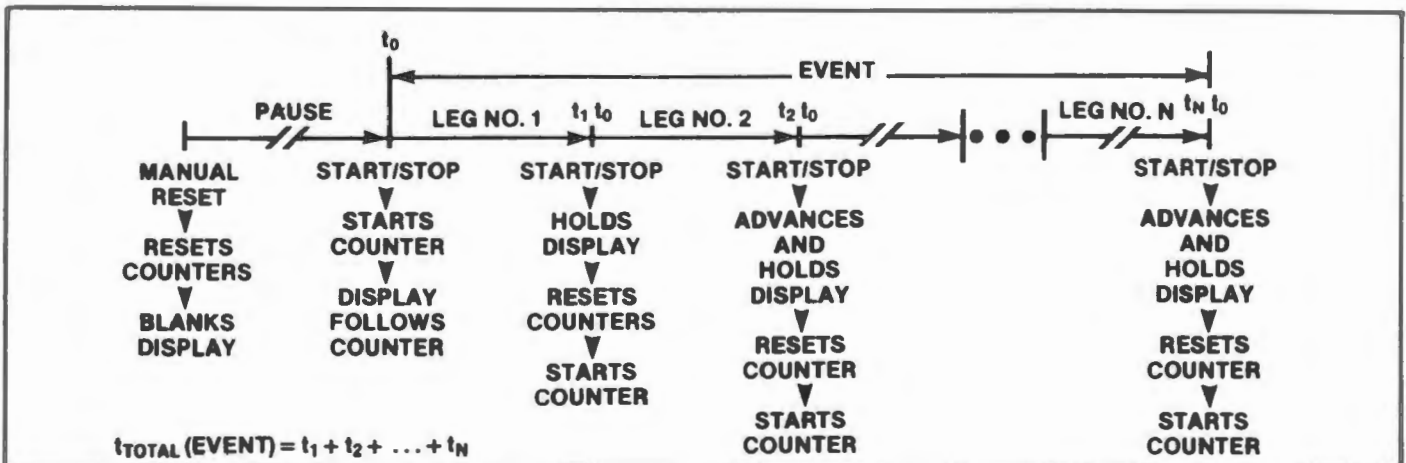 t0
EVENT
PAUSE
LEG NO. 1
t1 t0
LEG NO. 2
t2 t0
LEG NO. N
tN t0
MANUAL
RESET
RESETS
COUNTERS
BLANKS
DISPLAY
START/STOP
STARTS
COUNTER
DISPLAY
FOLLOWS
COUNTER
START/STOP
HOLDS
DISPLAY
RESETS
COUNTERS
STARTS
COUNTER
START/STOP
ADVANCES
AND
HOLDS
DISPLAY
RESETS
COUNTER
STARTS
COUNTER
START/STOP
ADVANCES
AND
HOLDS
DISPLAY
RESETS
COUNTER
STARTS
COUNTER
tTOTAL (EVENT) = t1 + t2 + ... + tN